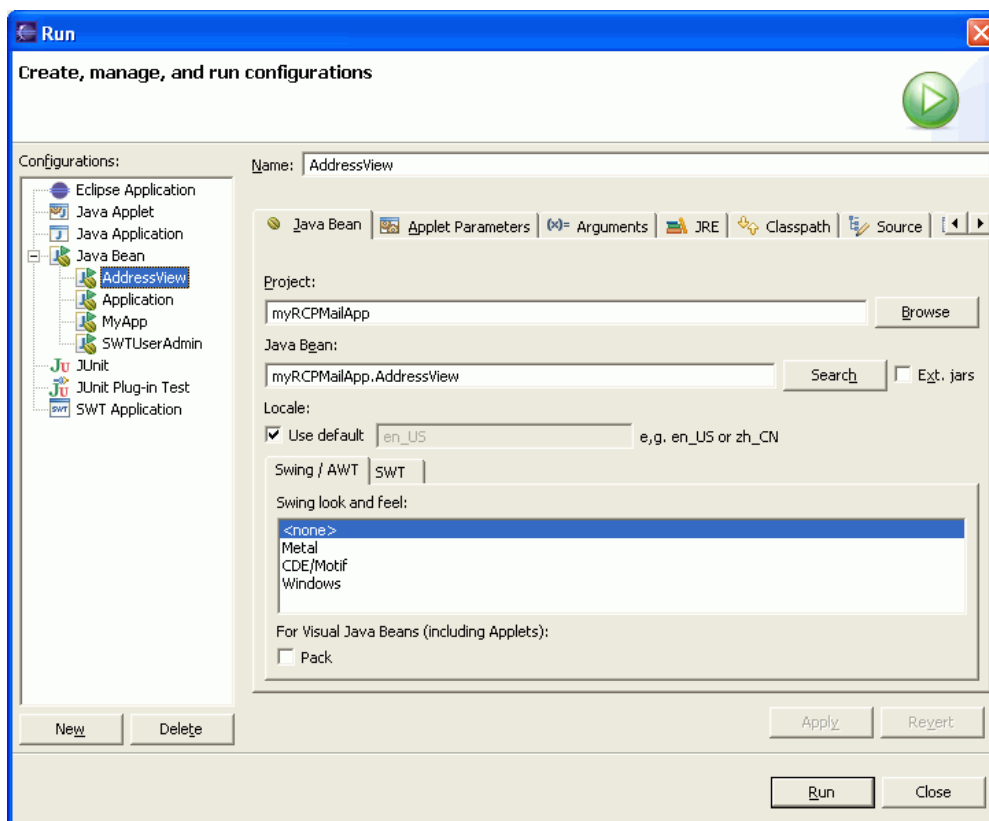 Run
Create, manage, and run configurations
Configurations:
Eclipse Application
Java Applet
Java Application
Java Bean
AddressView
Application
MyApp
SWTUserAdmin
JUnit
JUnit Plug-in Test
SWT Application
New Delete
Name: AddressView
Java Bean Applet Parameters (x)= Arguments JRE Classpath Source
Project:
myRCPMailApp Browse
Java Bean:
myRCPMailApp.AddressView Search Ext. jars
Locale:
Use default en_US e,g. en_US or zh_CN
Swing / AWT SWT
Swing look and feel:
<none>
Metal
CDE/Motif
Windows
For Visual Java Beans (including Applets):
Pack
Apply Revert
Run Close